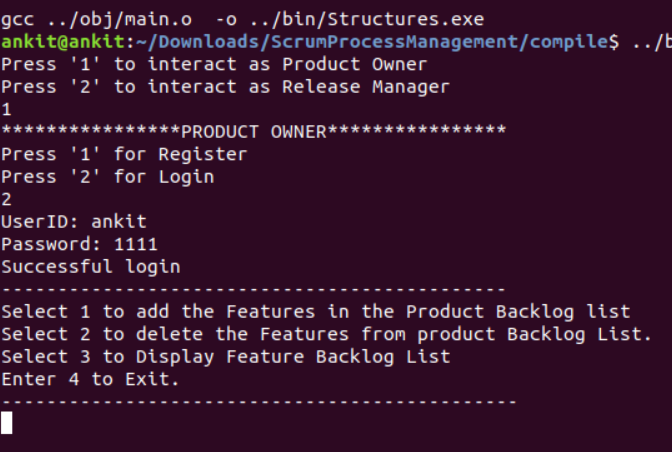 gcc ../obj/main.o  -o ../bin/Structures.exe
ankit@ankit:~/Downloads/ScrumProcessManagement/compile$ ../b
Press '1' to interact as Product Owner
Press '2' to interact as Release Manager
1
****************PRODUCT OWNER****************
Press '1' for Register
Press '2' for Login
2
UserID: ankit
Password: 1111
Successful login
---------------------------------------------
Select 1 to add the Features in the Product Backlog list
Select 2 to delete the Features from product Backlog List.
Select 3 to Display Feature Backlog List
Enter 4 to Exit.
----------------------------------------------